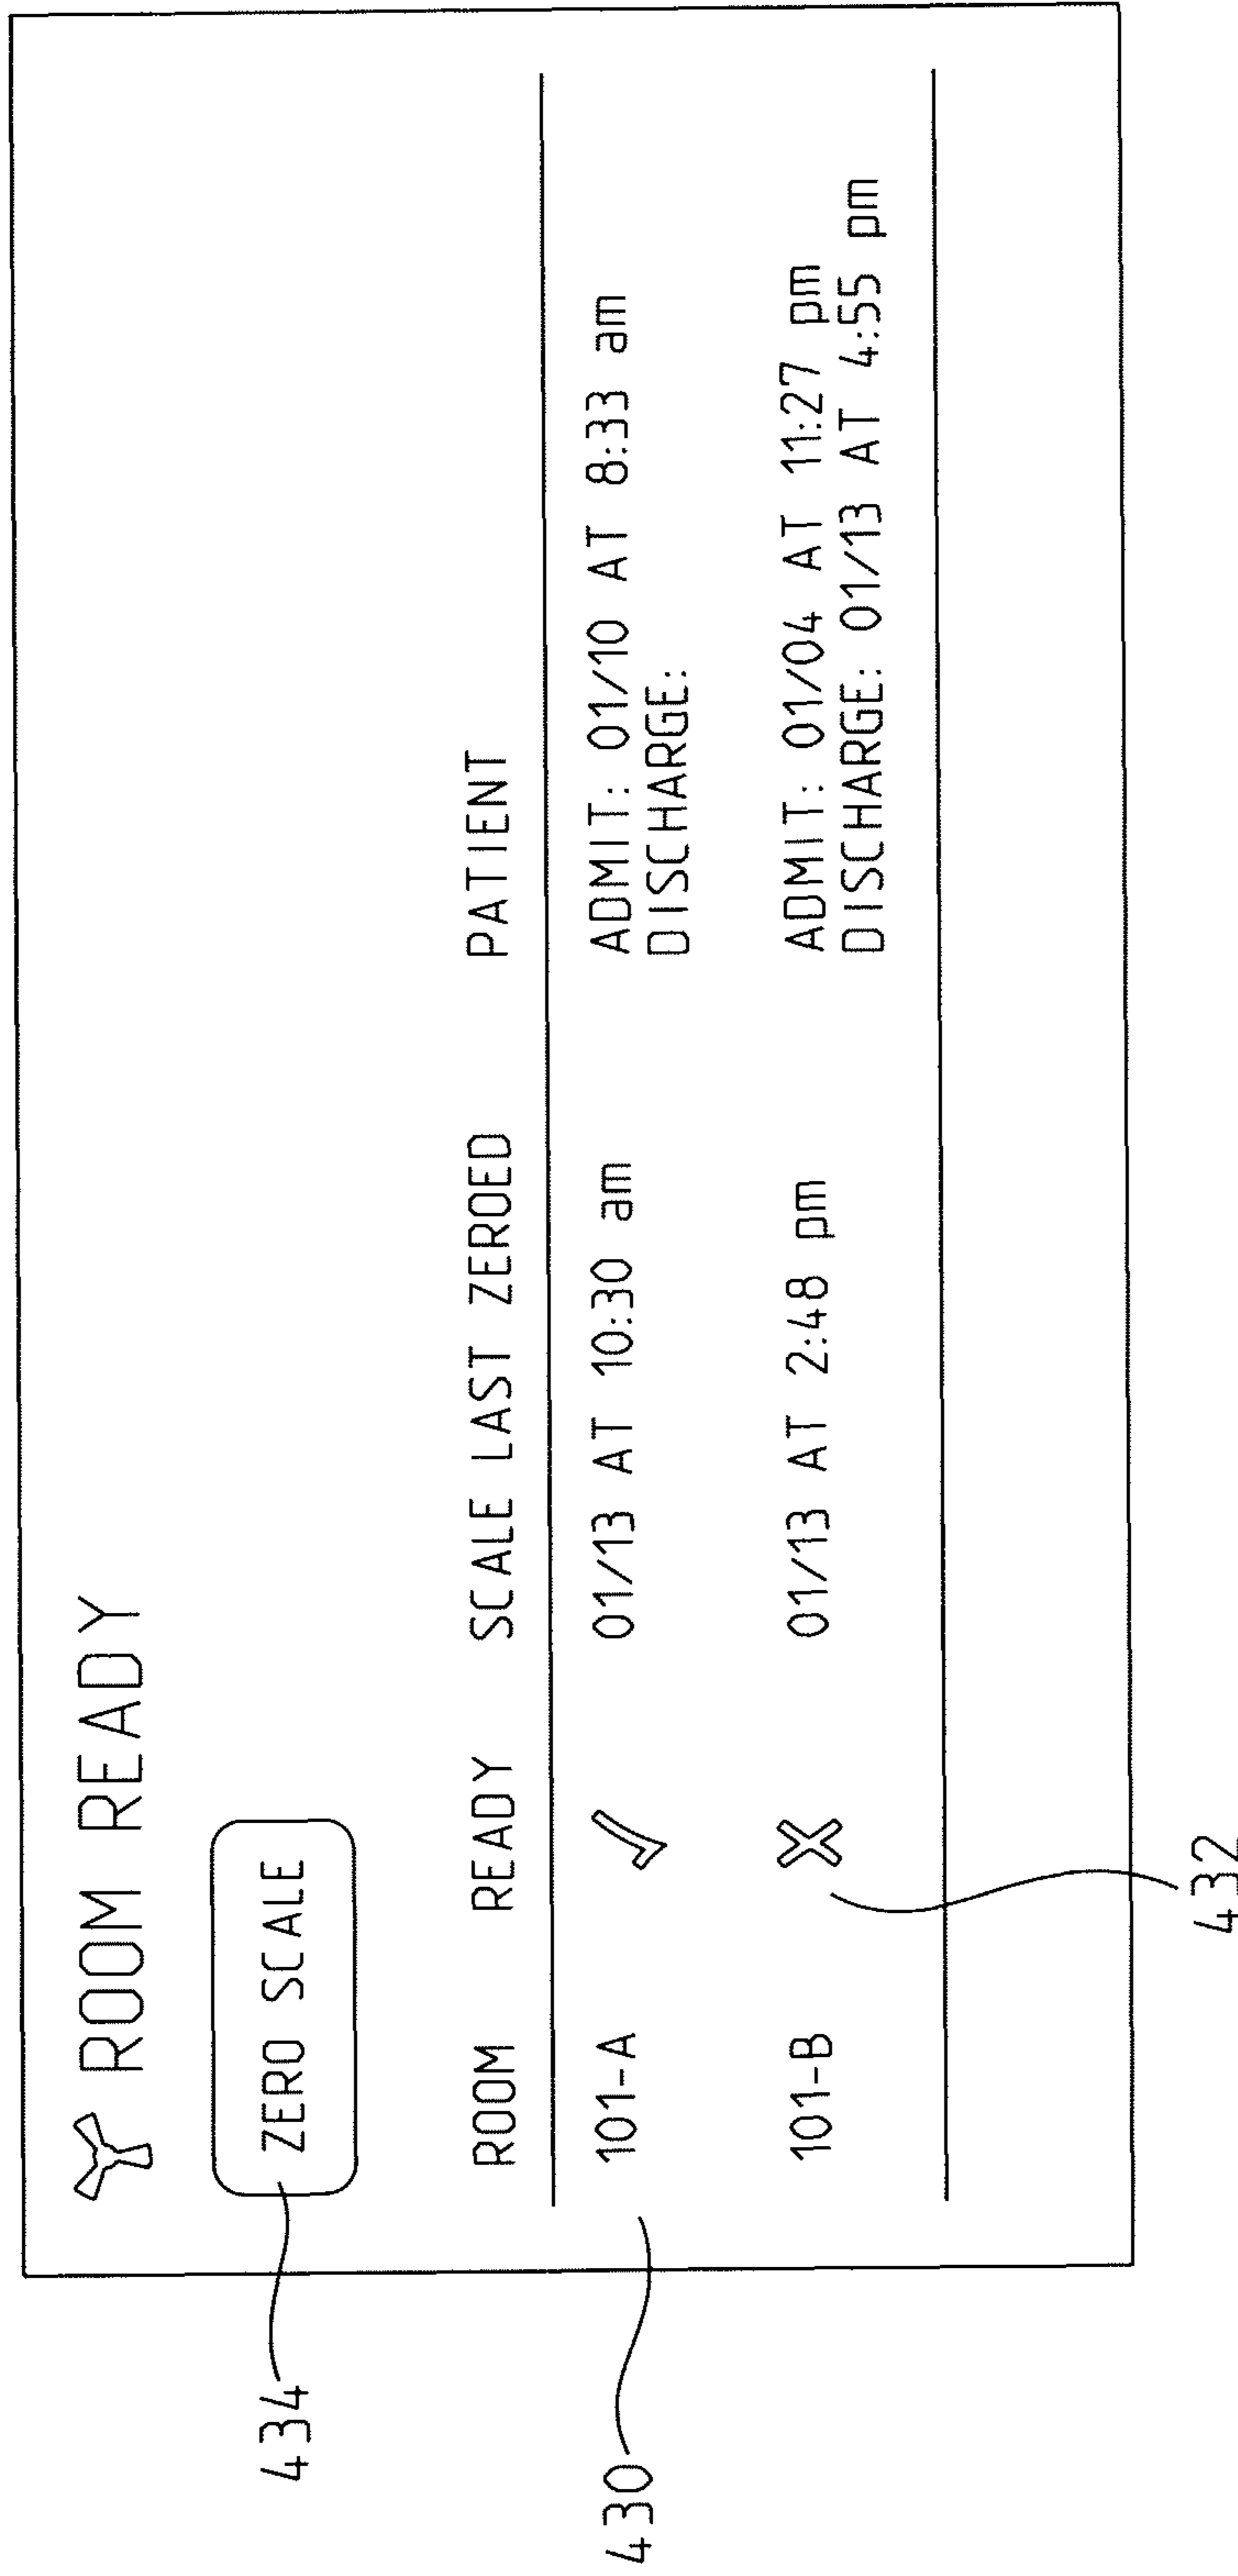 ROOM READY
ZERO SCALE
434
ROOM READY SCALE LAST ZEROED PATIENT
101-A 01/13 AT 10:30 am ADMIT: 01/10 AT 8:33 am
DISCHARGE:
430
101-B 01/13 AT 2:48 pm ADMIT: 01/04 AT 11:27 pm
DISCHARGE: 01/13 AT 4:55 pm
432